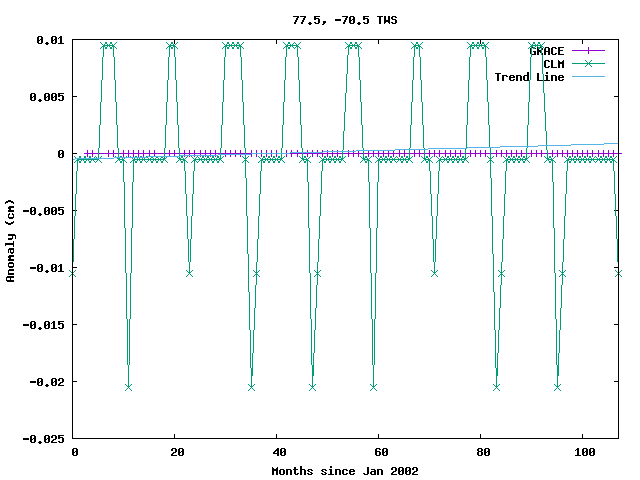 77.5, -70.5 TWS
0.01
0.005
0
-0.005
-0.01
-0.015
-0.02
-0.025
Anomaly (cm)
GRACE
CLM
Trend Line
0 20 40 60 80 100
Months since Jan 2002